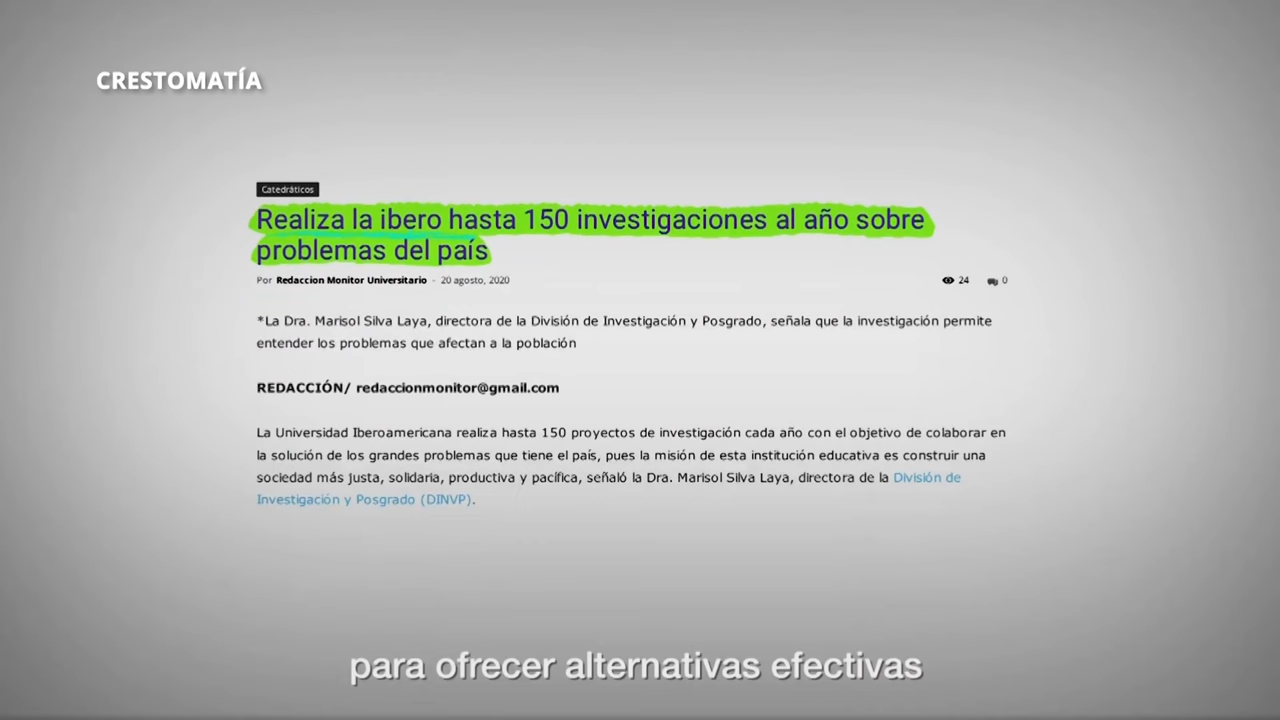 CRESTOMATÍA
Catedráticos
Realiza la ibero hasta 150 investigaciones al año sobre
problemas del país
Por Redaccion Monitor Universitario - 20 agosto, 2020 24 0
*La Dra. Marisol Silva Laya, directora de la División de Investigación y Posgrado, señala que la investigación permite
entender los problemas que afectan a la población
REDACCIÓN/ redaccionmonitor@gmail.com
La Universidad Iberoamericana realiza hasta 150 proyectos de investigación cada año con el objetivo de colaborar en
la solución de los grandes problemas que tiene el país, pues la misión de esta institución educativa es construir una
sociedad más justa, solidaria, productiva y pacífica, señaló la Dra. Marisol Silva Laya, directora de la División de
Investigación y Posgrado (DINVP).
para ofrecer alternativas efectivas